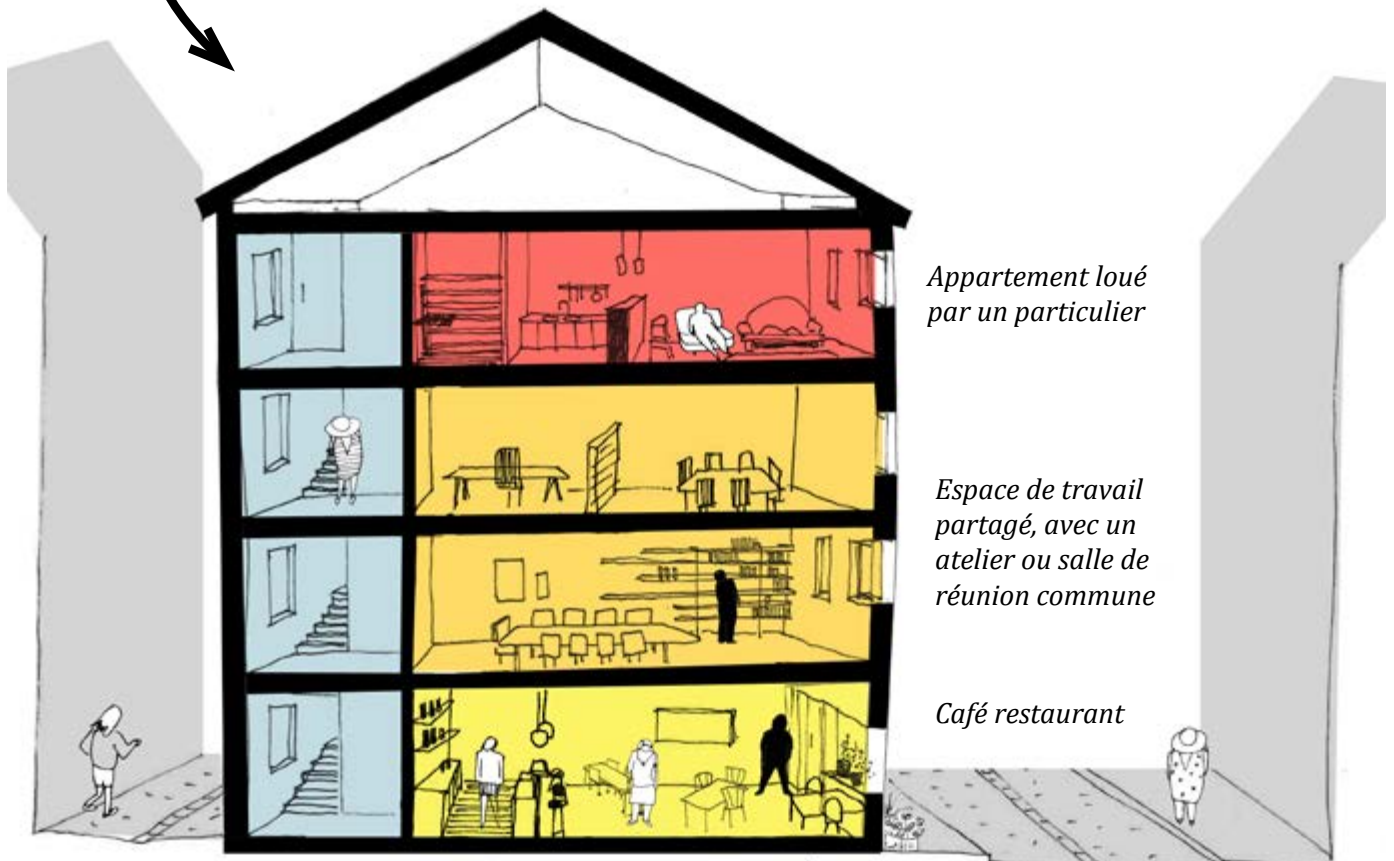 Appartement loué
par un particulier
Espace de travail
partagé, avec un
atelier ou salle de
réunion commune
Café restaurant